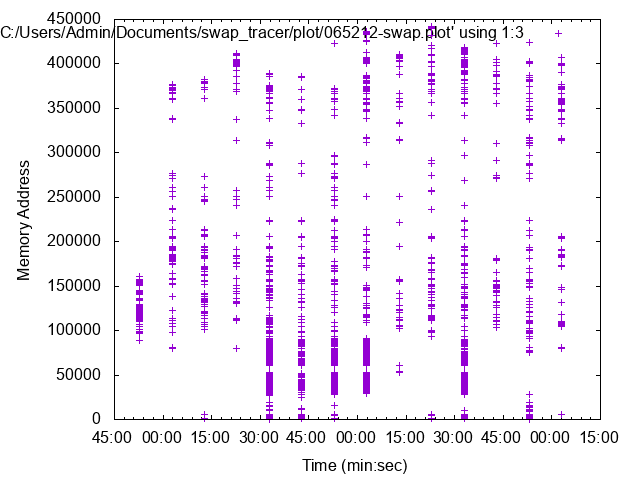 450000
C:/Users/Admin/Documents/swap_tracer/plot/065212-swap.plot' using 1:3
400000
350000
300000
250000
200000
150000
100000
50000
0
Memory Address
45:00 00:00 15:00 30:00 45:00 00:00 15:00 30:00 45:00 00:00 15:00
Time (min:sec)